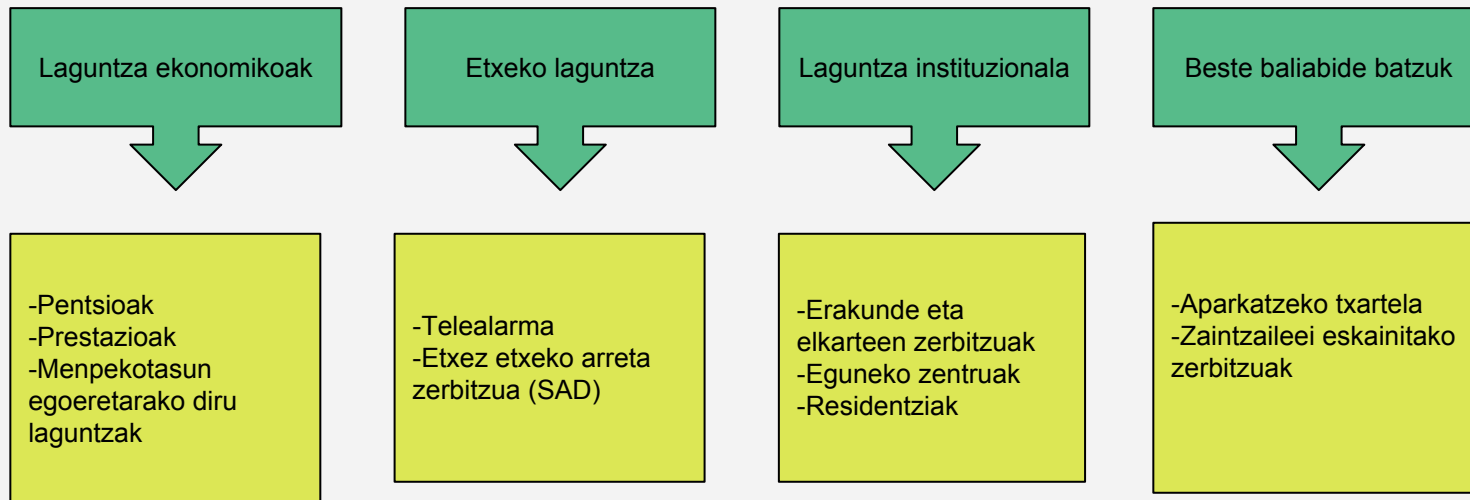 Laguntza ekonomikoak
Etxeko laguntza
Laguntza instituzionala
Beste baliabide batzuk
-Pentsioak
-Prestazioak
-Menpekotasun
egoeretarako diru
laguntzak
-Telealarma
-Etxez etxeko arreta
zerbitzua (SAD)
-Erakunde eta
elkarteen zerbitzuak
-Eguneko zentruak
-Residentziak
-Aparkatzeko txartela
-Zaintzaileei eskainitako
zerbitzuak